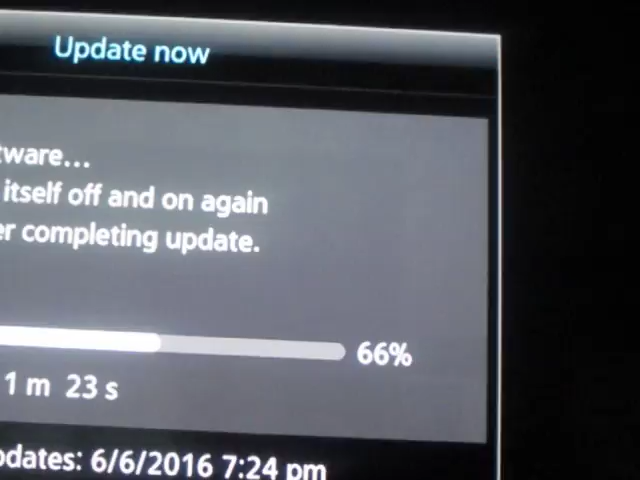 Update now
tware...
itself off and on again
er completing update.
66%
1 m 23 s
pdates: 6/6/2016 7:24 pm